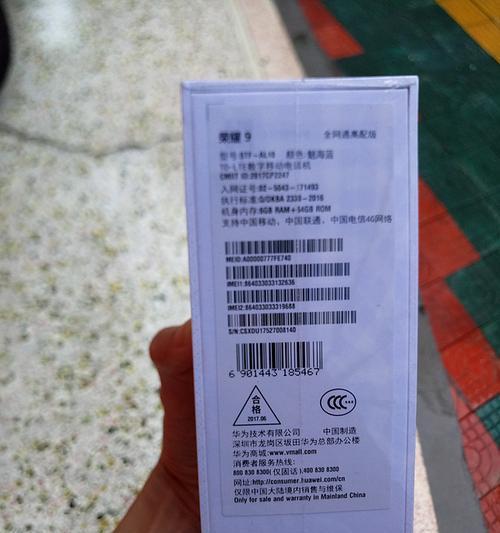 荣耀 9 全网通高配版
型号:STF-AL10 颜色:魅海蓝
TD-LTE数字移动电话机
CMIIT ID:2017CP2247
入网证号:02-5043-171493
执行标准:Q/DKBA 2338-2016
机身内存:6GB RAM+64GB ROM
支持中国移动、中国联通、中国电信4G网络
MEID:A00000777FE740
IMEI1:864033033132636
IMEI2:864033033319688
S/N:CSXDU17527008140
6 901443 185467
合格
2017.06
CCC
华为技术有限公司 中国制造
深圳市龙岗区坂田华为总部办公楼
华为商城:www.vmall.com
消费者服务热线:
800 830 8300(仅固话),400 830 8300
网址:http://consumer.huawei.com/cn
仅限中国大陆境内销售与维保
Only for sale and warranty in Mainland China